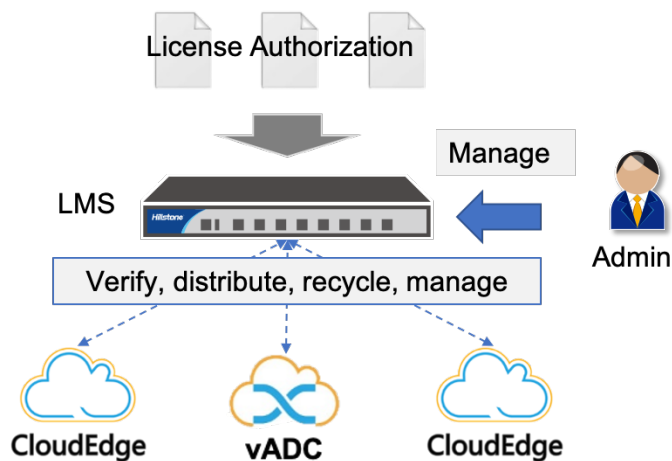 License Authorization
Manage
LMS
Hillstone
Admin
Verify, distribute, recycle, manage
CloudEdge
vADC
CloudEdge